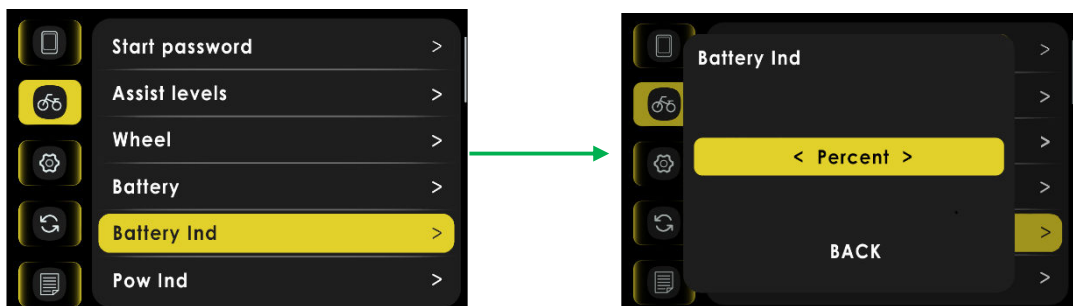 Start password >
Assist levels >
Wheel >
Battery >
Battery Ind >
Pow Ind >
Battery Ind
< Percent >
BACK
>
>
>
>
>
>